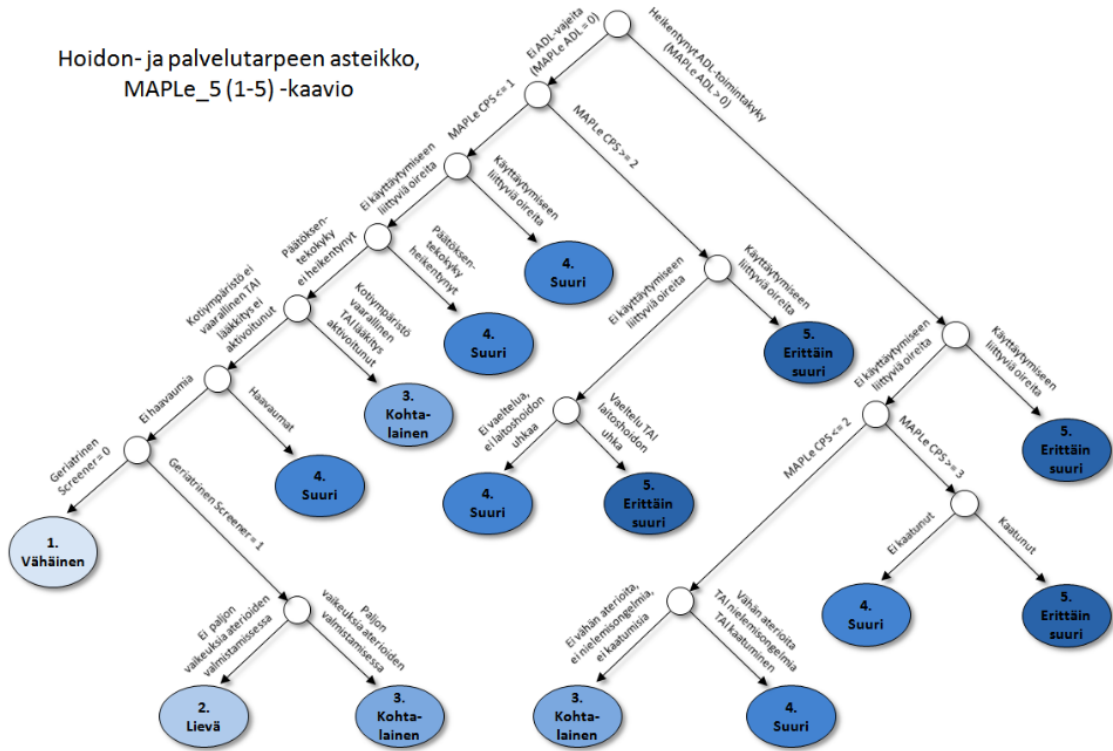 Hoidon- ja palvelutarpeen asteikko,
MAPLe_5 (1-5) -kaavio
Ei ADL-vajeita
(MAPLe ADL = 0)
Heikentynyt ADL-toimintakyky
(MAPLe ADL > 0)
MAPLe CPS <= 1
MAPLe CPS >= 2
Ei käyttäytymiseen
liittyviä oireita
Käyttäytymiseen
liittyviä oireita
4.
Suuri
Päätöksen-
tekokyky
ei heikentynyt
Päätöksen-
tekokyky
heikentynyt
4.
Suuri
Ei käyttäytymiseen
liittyviä oireita
Käyttäytymiseen
liittyviä oireita
5.
Erittäin
suuri
Kotiympäristö ei
vaarallinen TAI
lääkkitys ei
aktivoitunut
Kotiympäristö
vaarallinen
TAI lääkitys
aktivoitunut
3.
Kohta-
lainen
Ei käyttäytymiseen
liittyviä oireita
Käyttäytymiseen
liittyviä oireita
5.
Erittäin
suuri
Ei haavaumia
Haavaumat
4.
Suuri
Ei vaeltelua,
ei laitoshoidon
uhkaa
Vaeltelu TAI
laitoshoidon
uhka
4.
Suuri
5.
Erittäin
suuri
MAPLe CPS <= 2
MAPLe CPS >= 3
Geriatrinen
Screener = 0
Geriatrinen Screener = 1
1.
Vähäinen
Ei kaatunut
Kaatunut
4.
Suuri
5.
Erittäin
suuri
Ei paljon
vaikeuksia aterioiden
valmistamisessa
Paljon
vaikeuksia aterioiden
valmistamisessa
2.
Lievä
3.
Kohta-
lainen
Ei vähän aterioita,
ei nielemisongelmia,
ei kaatumisia
Vähän aterioita
TAI nielemisongelmia
TAI kaatuminen
3.
Kohta-
lainen
4.
Suuri